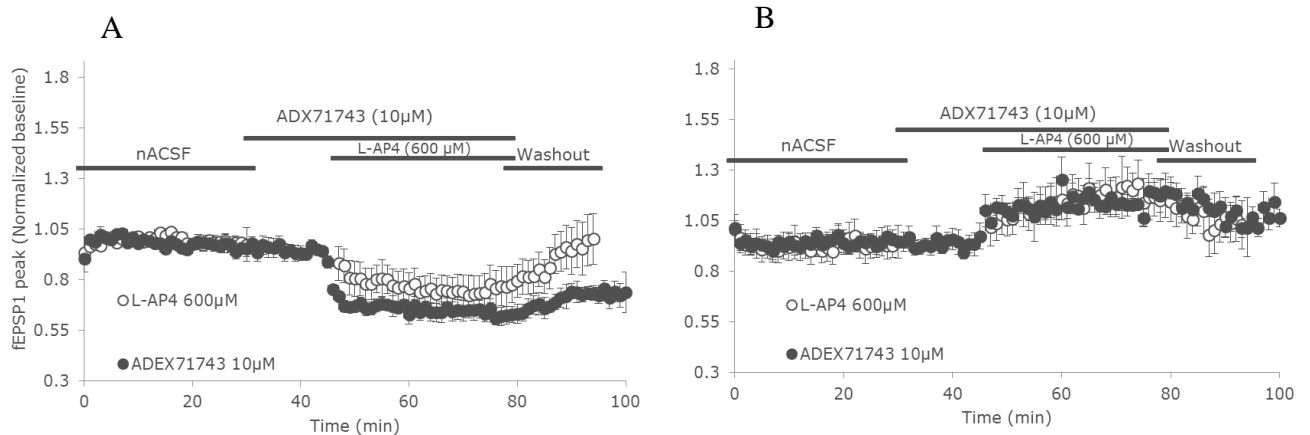 A
fEPSP1 peak (Normalized baseline)
1.8
1.55
1.3
1.05
0.8
0.55
0.3
ADX71743 (10µM)
L-AP4 (600 µM)
nACSF
Washout
L-AP4 600µM
ADEX71743 10µM
0 20 40 60 80 100
Time (min)
B
1.8
1.55
1.3
1.05
0.8
0.55
0.3
ADX71743 (10µM)
L-AP4 (600 µM)
nACSF
Washout
L-AP4 600µM
ADEX71743 10µM
0 20 40 60 80 100
Time (min)